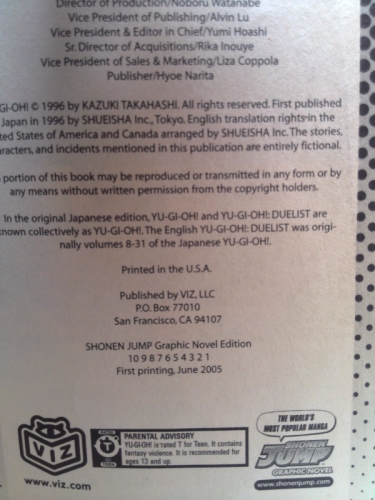 Director of Production/Noboru Watanabe
Vice President of Publishing/Alvin Lu
Vice President & Editor in Chief/Yumi Hoashi
Sr. Director of Acquisitions/Rika Inouye
Vice President of Sales & Marketing/Liza Coppola
Publisher/Hyoe Narita
GI-OH! © 1996 by KAZUKI TAKAHASHI. All rights reserved. First published
Japan in 1996 by SHUEISHA Inc., Tokyo. English translation rights in the
ted States of America and Canada arranged by SHUEISHA Inc. The stories,
racters, and incidents mentioned in this publication are entirely fictional.
portion of this book may be reproduced or transmitted in any form or by
any means without written permission from the copyright holders.
In the original Japanese edition, YU-GI-OH! and YU-GI-OH!: DUELIST are
nown collectively as YU-GI-OH!. The English YU-GI-OH!: DUELIST was origi-
nally volumes 8-31 of the Japanese YU-GI-OH!.
Printed in the U.S.A.
Published by VIZ, LLC
P.O. Box 77010
San Francisco, CA 94107
SHONEN JUMP Graphic Novel Edition
10 9 8 7 6 5 4 3 2 1
First printing, June 2005
VIZ
www.viz.com
RATED
T
TEEN
PARENTAL ADVISORY
YU-GI-OH! is rated T for Teen. It contains
fantasy violence. It is recommended for
ages 13 and up.
THE WORLD'S
MOST POPULAR MANGA
SHONEN
JUMP
GRAPHIC NOVEL
www.shonenjump.com